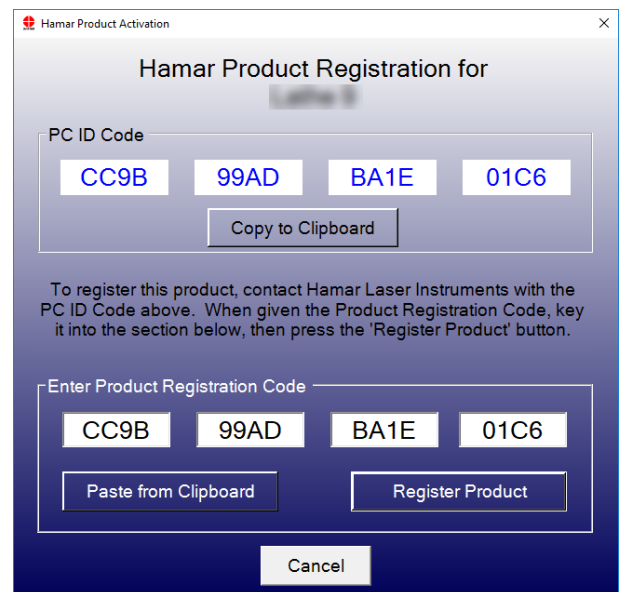 Hamar Product Activation
Hamar Product Registration for
PC ID Code
CC9B 99AD BA1E 01C6
Copy to Clipboard
To register this product, contact Hamar Laser Instruments with the
PC ID Code above. When given the Product Registration Code, key
it into the section below, then press the 'Register Product' button.
Enter Product Registration Code
CC9B 99AD BA1E 01C6
Paste from Clipboard Register Product
Cancel